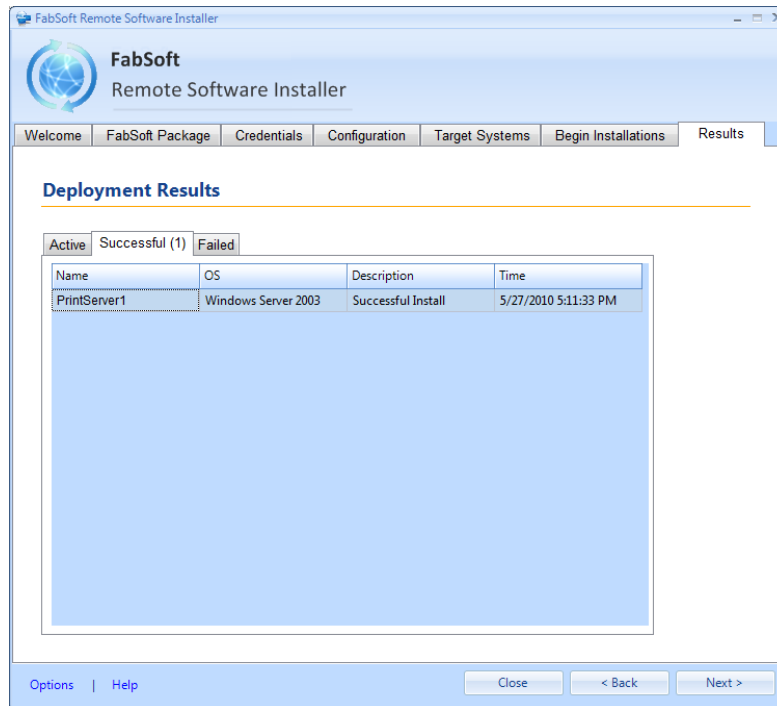 FabSoft Remote Software Installer
FabSoft
Remote Software Installer
Welcome FabSoft Package Credentials Configuration Target Systems Begin Installations Results
Deployment Results
Active Successful (1) Failed
Name OS Description Time
PrintServer1 Windows Server 2003 Successful Install 5/27/2010 5:11:33 PM
Options | Help Close < Back Next >